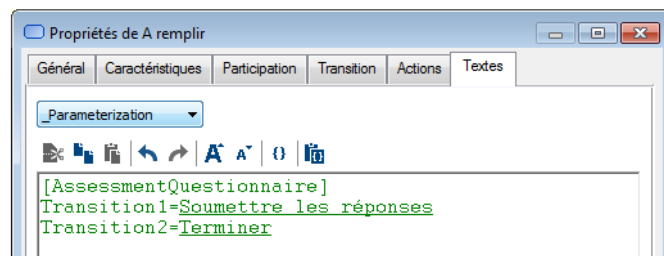 Propriétés de A remplir
Général Caractéristiques Participation Transition Actions Textes
_Parameterization
A A {}
[AssessmentQuestionnaire]
Transition1=Soumettre les réponses
Transition2=Terminer